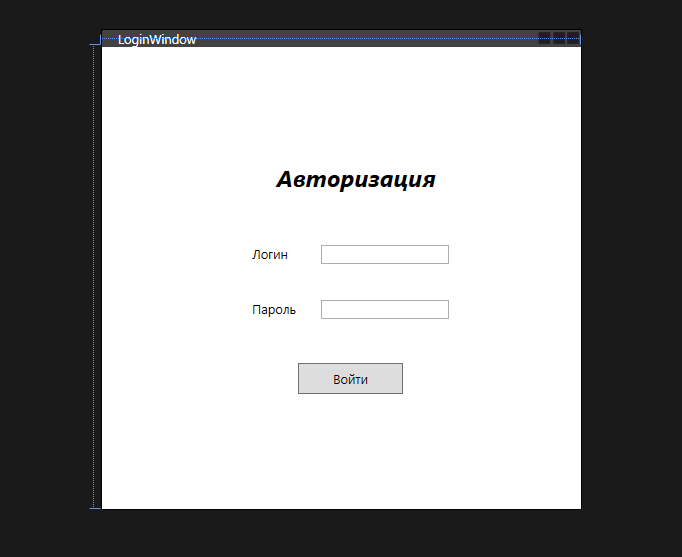 LoginWindow
Авторизация
Логин
Пароль
Войти